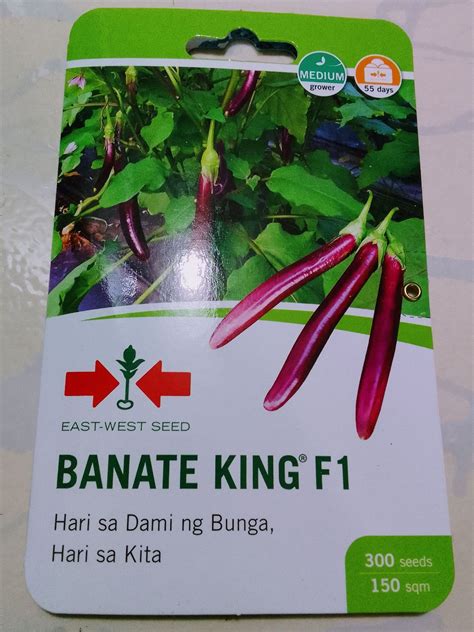 MEDIUM
grower
55 days
EAST-WEST SEED
BANATE KING® F1
Hari sa Dami ng Bunga,
Hari sa Kita
300 seeds
150 sqm